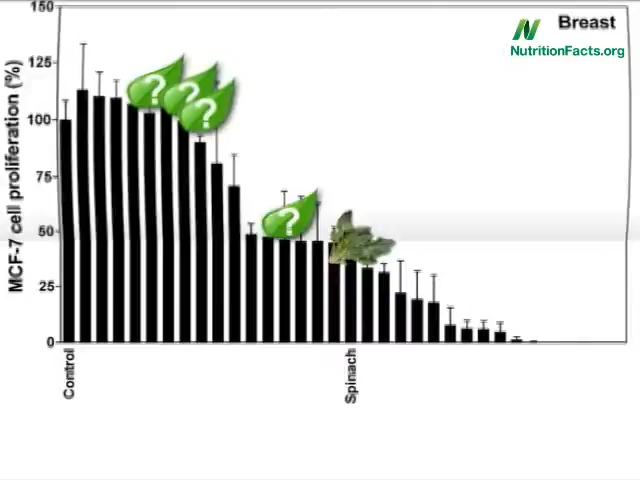 Breast
NutritionFacts.org
MCF-7 cell proliferation (%)
150
125
100
75
50
25
0
?
?
?
?
Control
Spinach